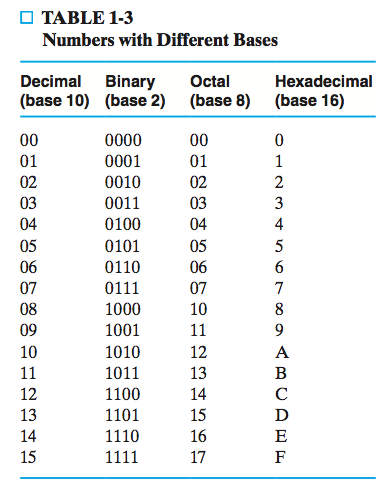 TABLE 1-3
Numbers with Different Bases
Decimal Binary Octal Hexadecimal
(base 10) (base 2) (base 8) (base 16)
00 0000 00 0
01 0001 01 1
02 0010 02 2
03 0011 03 3
04 0100 04 4
05 0101 05 5
06 0110 06 6
07 0111 07 7
08 1000 10 8
09 1001 11 9
10 1010 12 A
11 1011 13 B
12 1100 14 C
13 1101 15 D
14 1110 16 E
15 1111 17 F